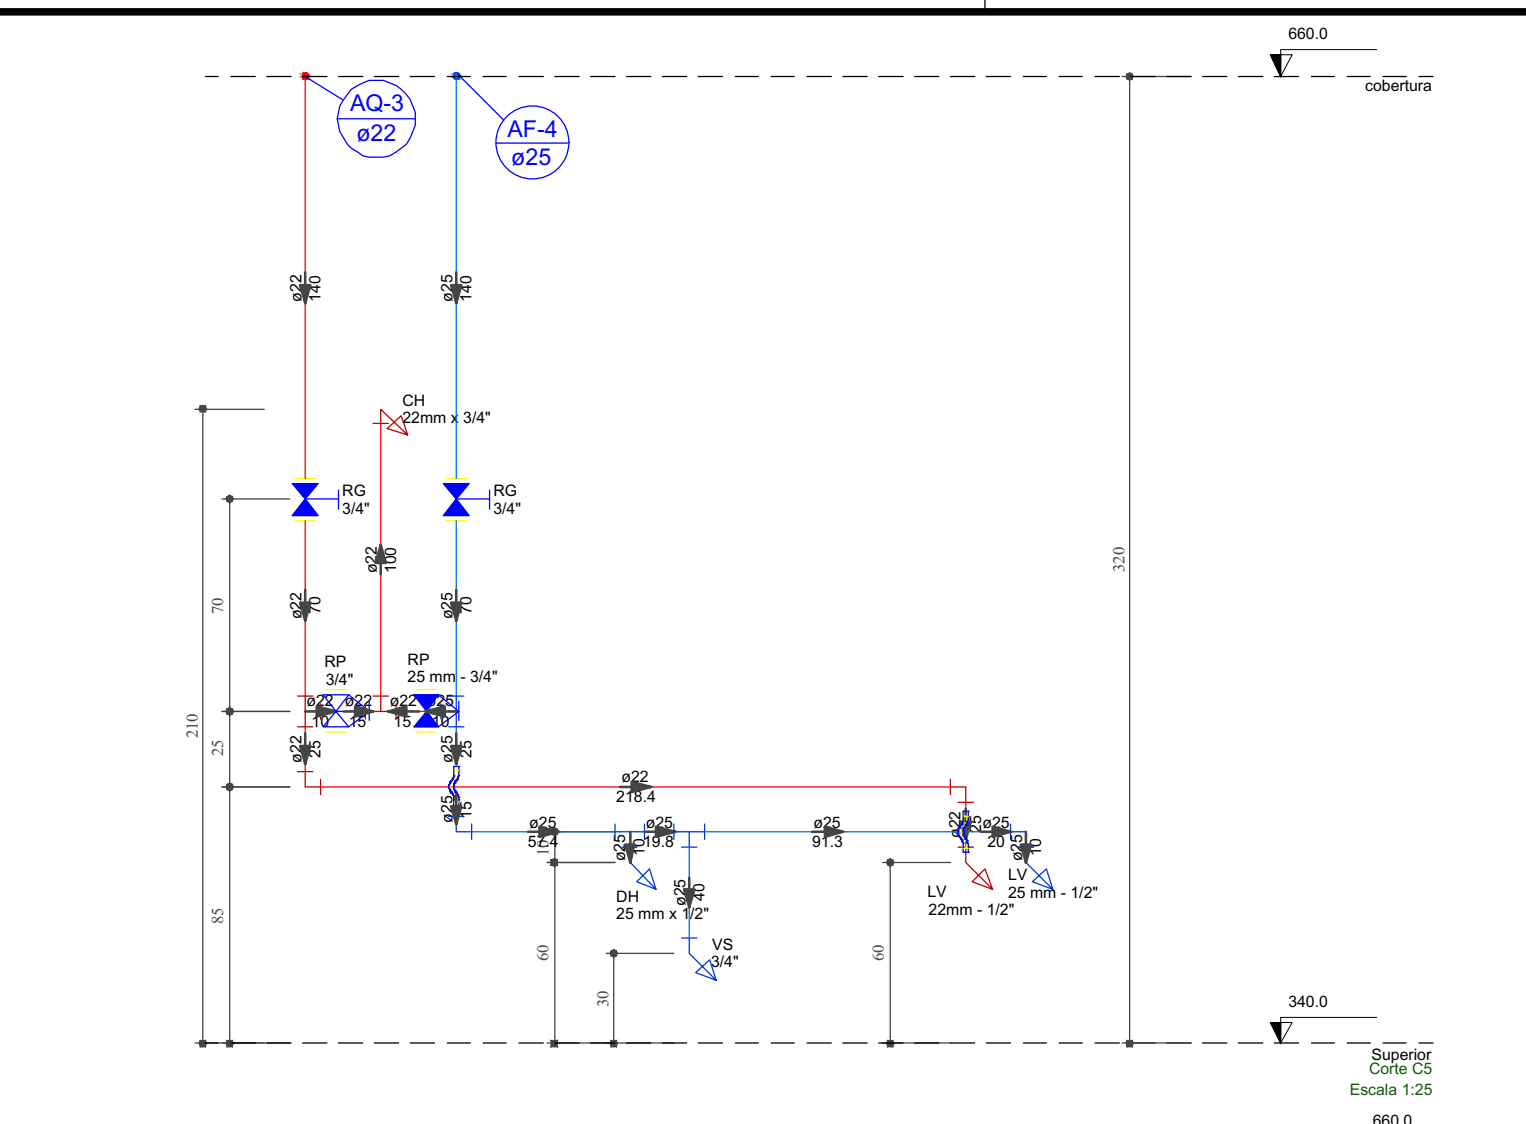 660.0
cobertura
AQ-3
ø22
AF-4
ø25
ø22
140
ø25
140
CH
22mm x 3/4"
RG
3/4"
RG
3/4"
ø22
100
320
ø22
70
ø25
70
70
RP
3/4"
RP
25 mm - 3/4"
ø22
10
ø22
15
ø22
15
ø25
10
210
25
ø22
25
ø25
25
ø22
218.4
ø25
15
ø25
57.4
10
ø25
10
ø25
19.8
ø25
91.3
ø22
25
ø25
20
ø25
10
DH
25 mm x 1/2"
ø25
40
LV
22mm - 1/2"
LV
25 mm - 1/2"
85
60
VS
3/4"
60
30
340.0
Superior
Corte C5
Escala 1:25
660.0